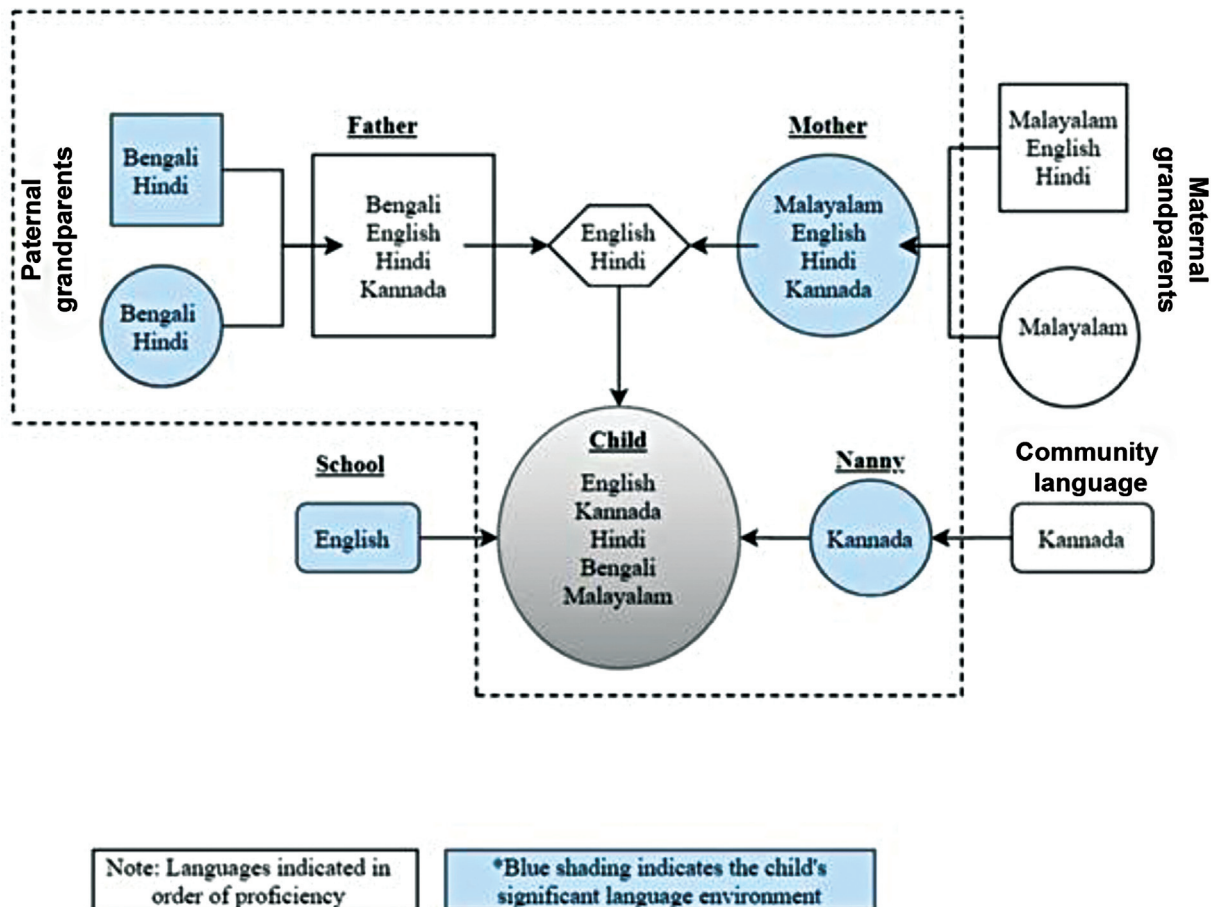 Paternal
grandparents
Bengali
Hindi
Bengali
Hindi
Father
Bengali
English
Hindi
Kannada
English
Hindi
Mother
Malayalam
English
Hindi
Kannada
Malayalam
English
Hindi
Malayalam
Maternal
grandparents
School
English
Child
English
Kannada
Hindi
Bengali
Malayalam
Nanny
Kannada
Community
language
Kannada
Note: Languages indicated in
order of proficiency
*Blue shading indicates the child's
significant language environment